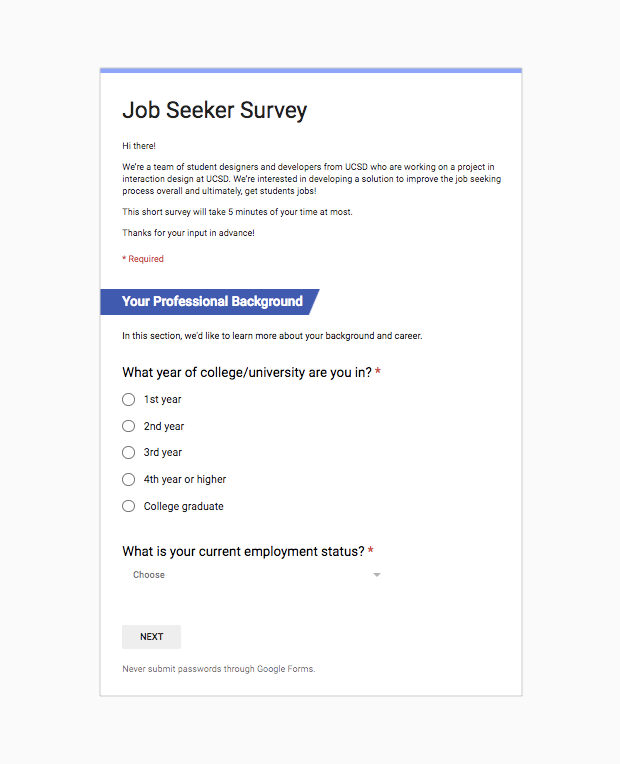 Job Seeker Survey
Hi there!
We're a team of student designers and developers from UCSD who are working on a project in
interaction design at UCSD. We're interested in developing a solution to improve the job seeking
process overall and ultimately, get students jobs!
This short survey will take 5 minutes of your time at most.
Thanks for your input in advance!
* Required
Your Professional Background
In this section, we'd like to learn more about your background and career.
What year of college/university are you in? *
1st year
2nd year
3rd year
4th year or higher
College graduate
What is your current employment status? *
Choose
NEXT
Never submit passwords through Google Forms.